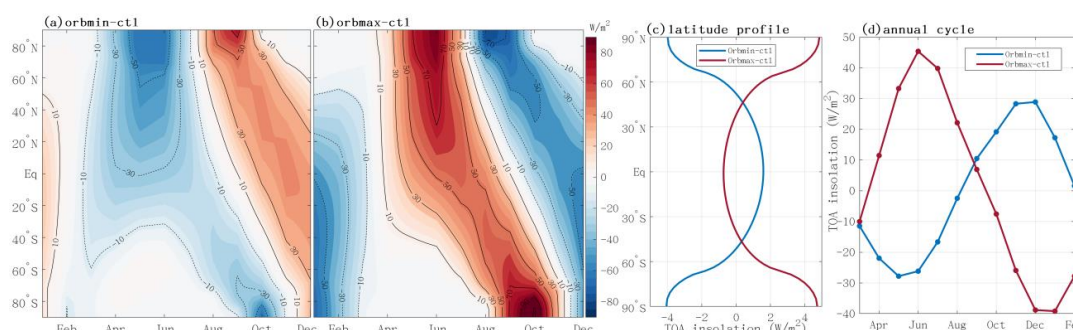 (a)orbmin-ctl
(b)orbmax-ctl
W/m²
(c)latitude profile
(d)annual cycle
80°N
60°N
40°N
20°N
Eq
20°S
40°S
60°S
80°S
Feb
Apr
Jun
Aug
Oct
Dec
Feb
Apr
Jun
Aug
Oct
Dec
80
60
40
20
0
-20
-40
-60
-80
90°N
60°N
30°N
Eq
30°S
60°S
90°S
-4
-2
0
2
4
TOA insolation (W/m²)
Orbmin-ctl
Orbmax-ctl
50
40
30
20
10
0
-10
-20
-30
-40
TOA insolation (W/m²)
Apr
Jun
Aug
Oct
Dec
Orbmin-ctl
Orbmax-ctl